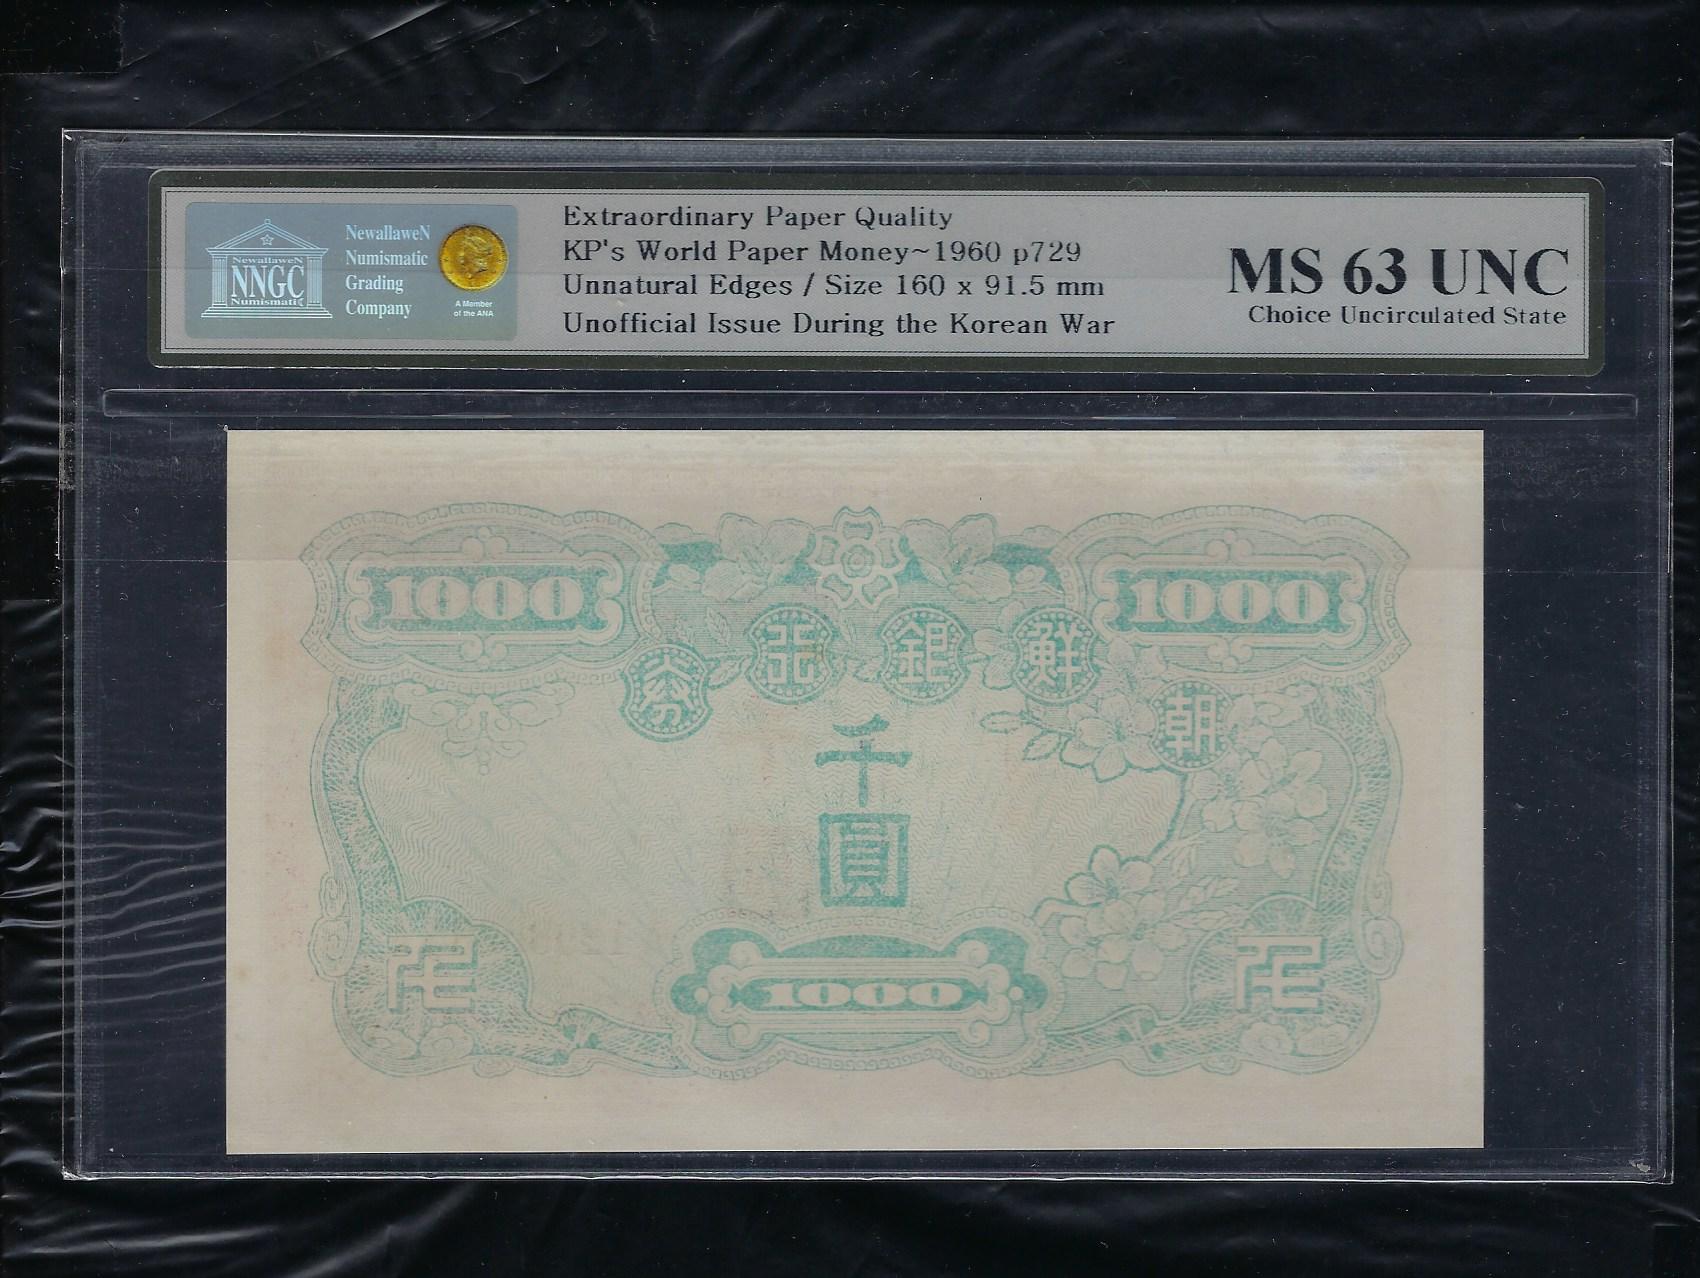 NewallaweN
NNGC
Numismatic
NewallaweN
Numismatic
Grading
Company
A Member
of the ANA
Extraordinary Paper Quality
KP's World Paper Money~1960 p729
Unnatural Edges / Size 160 x 91.5 mm
Unofficial Issue During the Korean War
MS 63 UNC
Choice Uncirculated State
1000
1000
朝鮮銀行券
千圓
1000